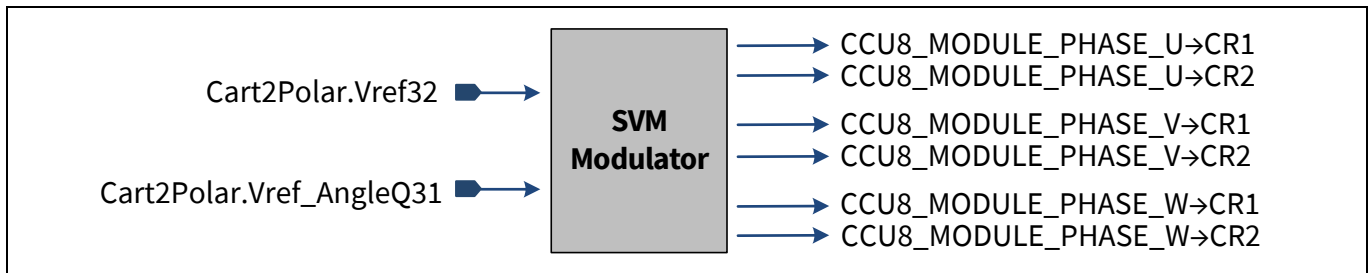 Cart2Polar.Vref32
Cart2Polar.Vref_AngleQ31
SVM
Modulator
CCU8_MODULE_PHASE_U→CR1
CCU8_MODULE_PHASE_U→CR2
CCU8_MODULE_PHASE_V→CR1
CCU8_MODULE_PHASE_V→CR2
CCU8_MODULE_PHASE_W→CR1
CCU8_MODULE_PHASE_W→CR2